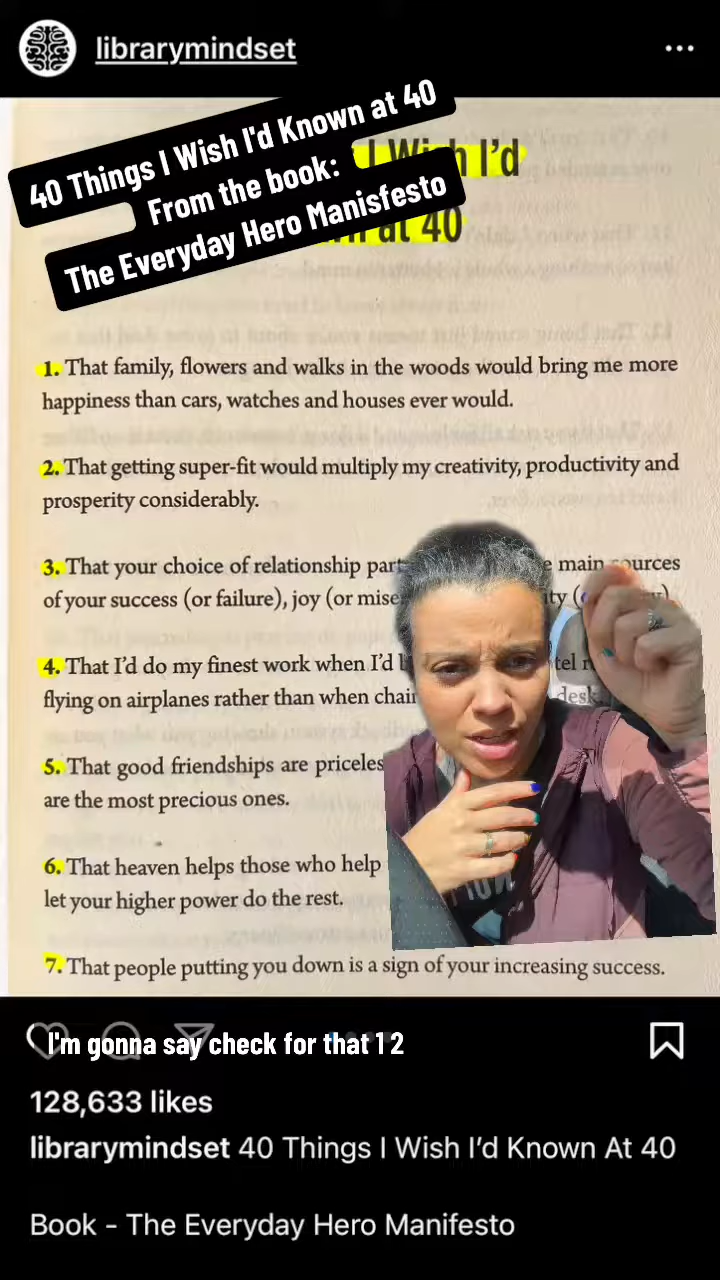 librarymindset
40 Things I Wish I'd Known at 40
From the book:
The Everyday Hero Manisfesto
I Wish I'd
at 40
1. That family, flowers and walks in the woods would bring me more
happiness than cars, watches and houses ever would.
2. That getting super-fit would multiply my creativity, productivity and
prosperity considerably.
3. That your choice of relationship part main sources
of your success (or failure), joy (or mise
4. That I'd do my finest work when I'd
flying on airplanes rather than when chai desk
5. That good friendships are priceles
are the most precious ones.
6. That heaven helps those who help
let your higher power do the rest.
7. That people putting you down is a sign of your increasing success.
I'm gonna say check for that 1 2
128,633 likes
librarymindset 40 Things I Wish I'd Known At 40
Book - The Everyday Hero Manifesto